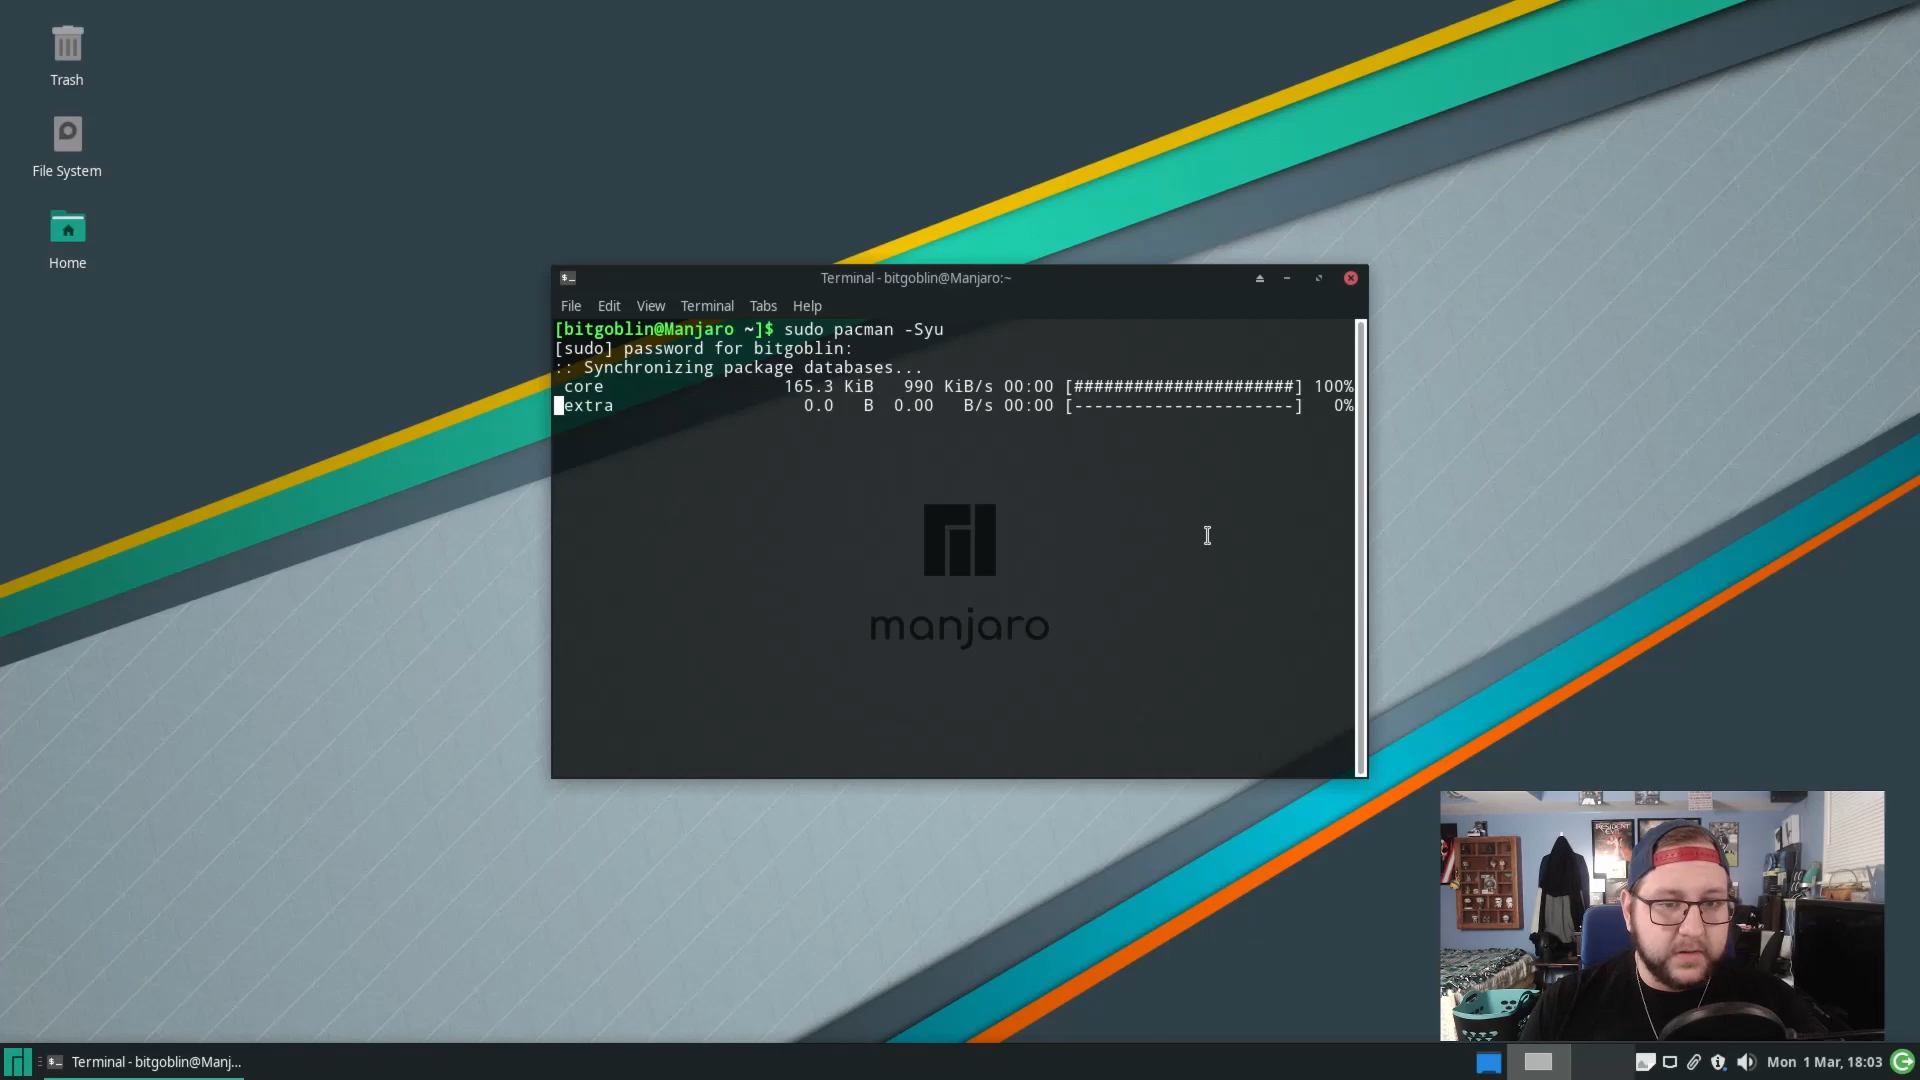 Trash
File System
Home
Terminal - bitgoblin@Manjaro:~
File Edit View Terminal Tabs Help
[bitgoblin@Manjaro ~]$ sudo pacman -Syu
[sudo] password for bitgoblin:
:: Synchronizing package databases...
core 165.3 KiB 990 KiB/s 00:00 [######################] 100%
extra 0.0 B 0.00 B/s 00:00 [----------------------] 0%
manjaro
RESIDENT EVIL
Terminal - bitgoblin@Manj...
Mon 1 Mar, 18:03